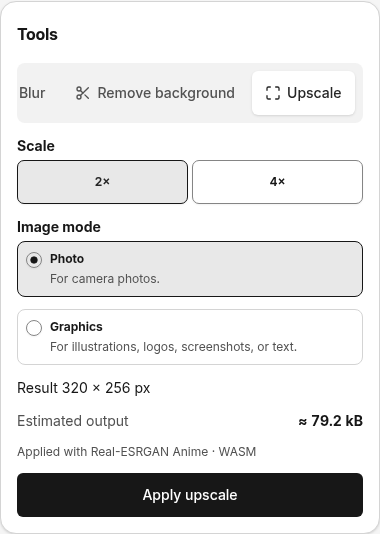 Tools
Blur
Remove background
Upscale
Scale
2×
4×
Image mode
Photo
For camera photos.
Graphics
For illustrations, logos, screenshots, or text.
Result 320 × 256 px
Estimated output
≈ 79.2 kB
Applied with Real-ESRGAN Anime · WASM
Apply upscale